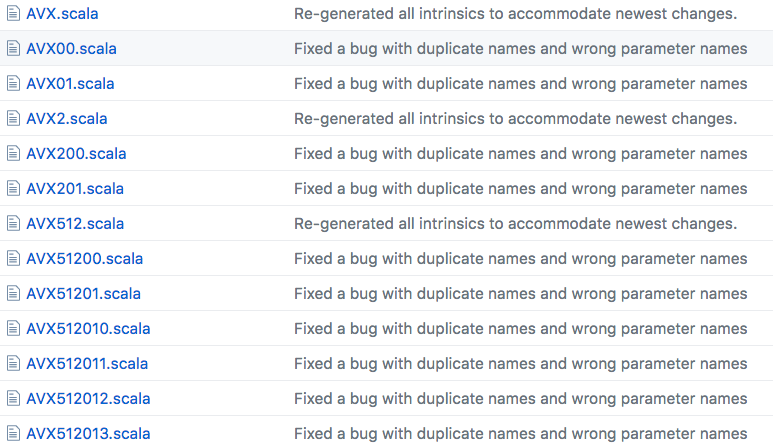 AVX.scala Re-generated all intrinsics to accommodate newest changes.
AVX00.scala Fixed a bug with duplicate names and wrong parameter names
AVX01.scala Fixed a bug with duplicate names and wrong parameter names
AVX2.scala Re-generated all intrinsics to accommodate newest changes.
AVX200.scala Fixed a bug with duplicate names and wrong parameter names
AVX201.scala Fixed a bug with duplicate names and wrong parameter names
AVX512.scala Re-generated all intrinsics to accommodate newest changes.
AVX51200.scala Fixed a bug with duplicate names and wrong parameter names
AVX51201.scala Fixed a bug with duplicate names and wrong parameter names
AVX512010.scala Fixed a bug with duplicate names and wrong parameter names
AVX512011.scala Fixed a bug with duplicate names and wrong parameter names
AVX512012.scala Fixed a bug with duplicate names and wrong parameter names
AVX512013.scala Fixed a bug with duplicate names and wrong parameter names